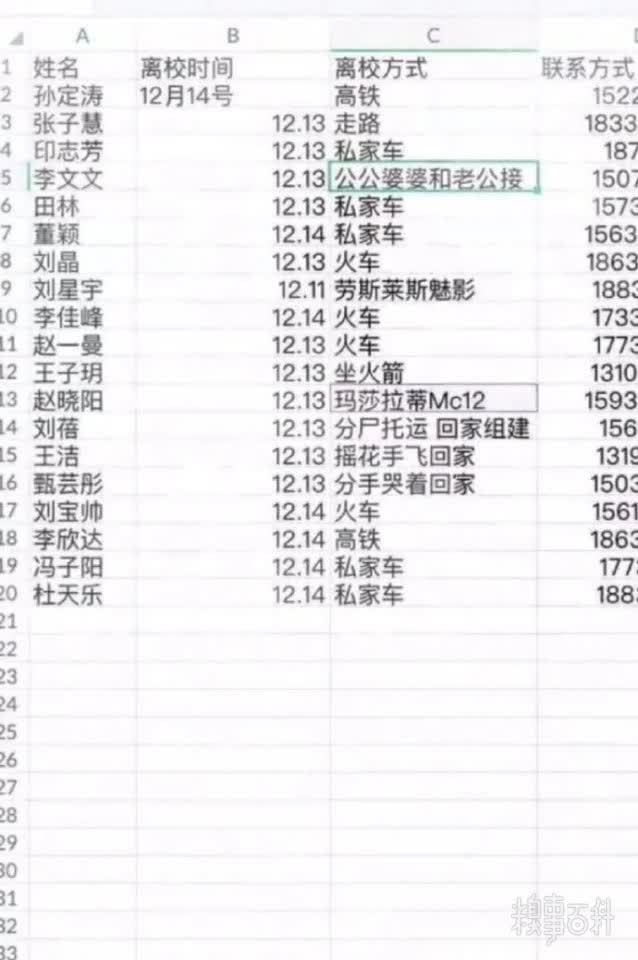 A B C D
1 姓名 离校时间 离校方式 联系方式
2 孙定涛 12月14号 高铁 1522
3 张子慧 12.13 走路 1833
4 印志芳 12.13 私家车 187
5 李文文 12.13 公公婆婆和老公接 1507
6 田林 12.13 私家车 1573
7 董颖 12.14 私家车 1563
8 刘晶 12.13 火车 1863
9 刘星宇 12.11 劳斯莱斯魅影 1883
10 李佳峰 12.14 火车 1733
11 赵一曼 12.13 火车 1773
12 王子玥 12.13 坐火箭 1310
13 赵晓阳 12.13 玛莎拉蒂Mc12 1593
14 刘蓓 12.13 分尸托运 回家组建 156
15 王洁 12.13 摇花手飞回家 1319
16 甄芸彤 12.13 分手哭着回家 1503
17 刘宝帅 12.14 火车 1561
18 李欣达 12.14 高铁 1863
19 冯子阳 12.14 私家车 177
20 杜天乐 12.14 私家车 188
21
22
23
24
25
26
27
28
29
30
31
32
33
糗事百科